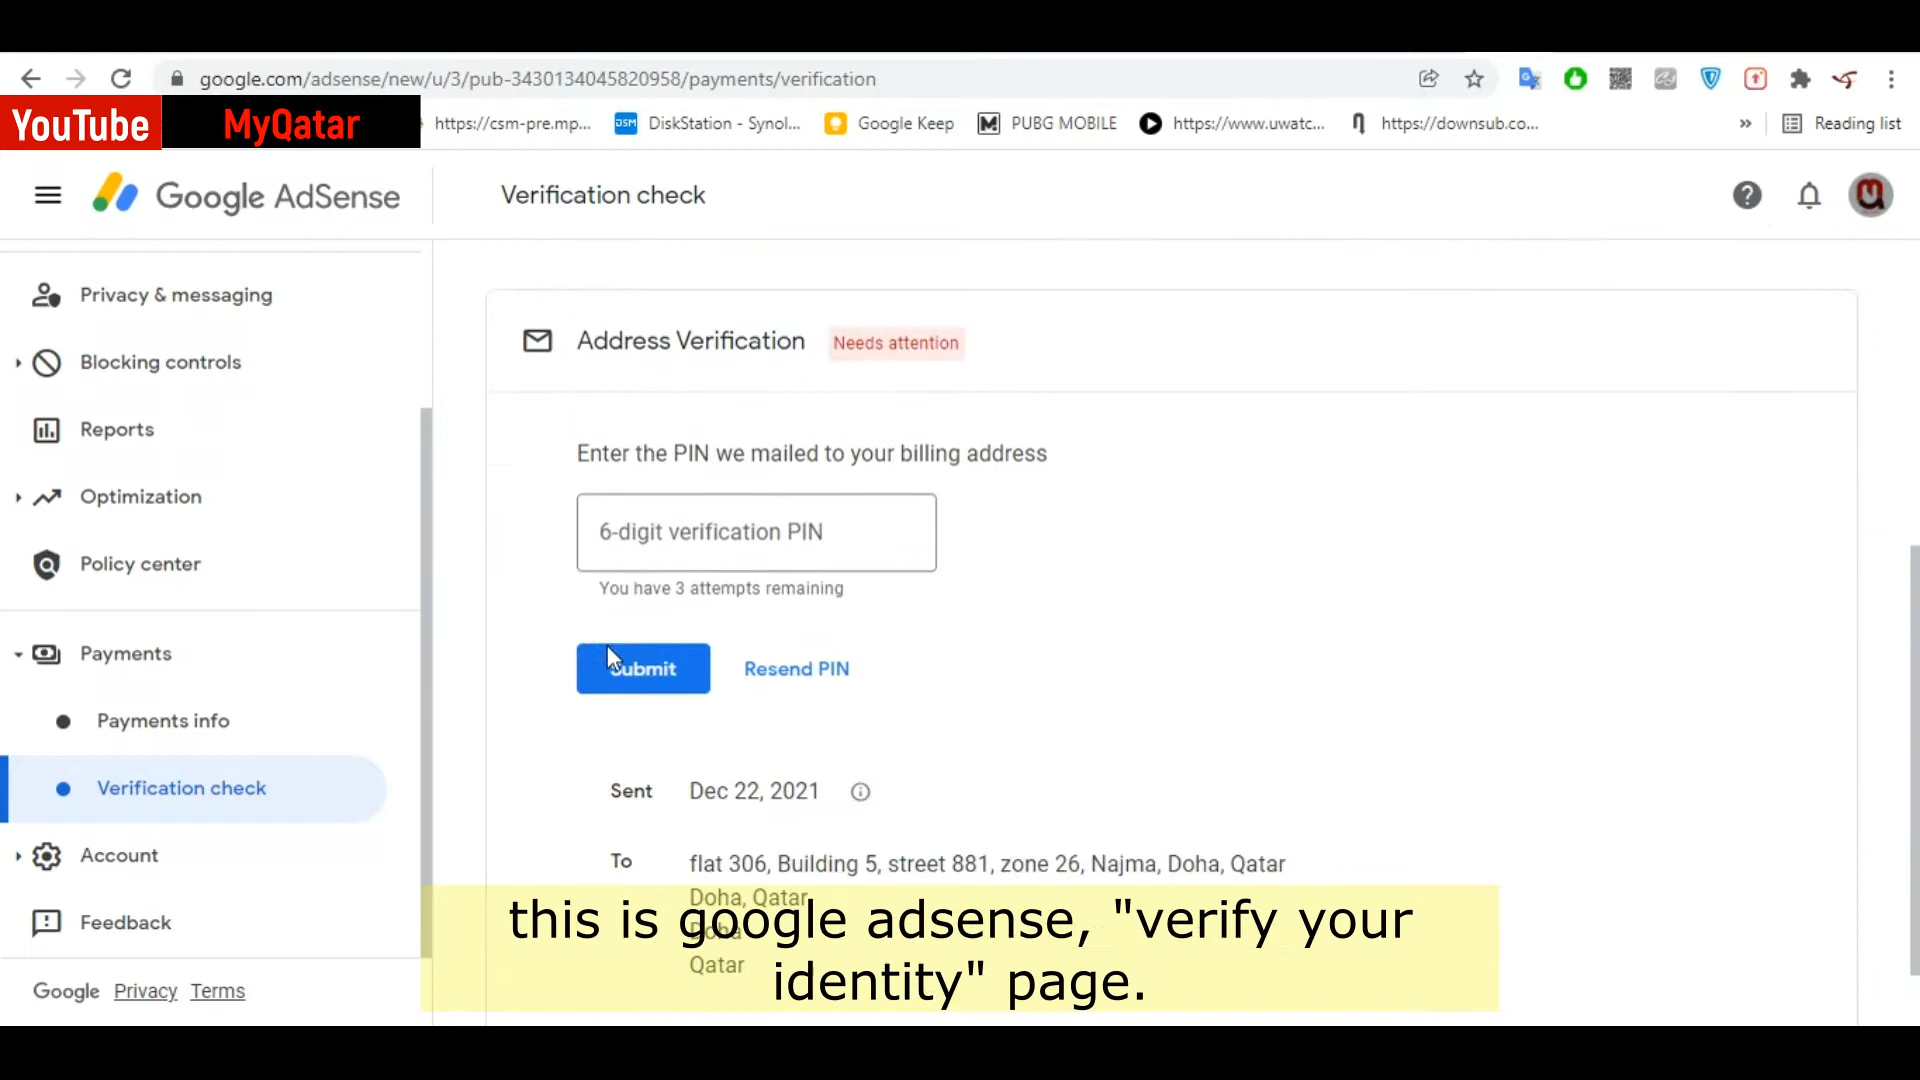 google.com/adsense/new/u/3/pub-3430134045820958/payments/verification
YouTube MyQatar
https://csm-pre.mp... DSM DiskStation - Synol... Google Keep PUBG MOBILE https://www.uwatc... https://downsub.co... » Reading list
Google AdSense
Verification check
Privacy & messaging
Blocking controls
Reports
Optimization
Policy center
Payments
Payments info
Verification check
Account
Feedback
Google Privacy Terms
Address Verification Needs attention
Enter the PIN we mailed to your billing address
6-digit verification PIN
You have 3 attempts remaining
Submit Resend PIN
Sent Dec 22, 2021
To flat 306, Building 5, street 881, zone 26, Najma, Doha, Qatar
Doha, Qatar
Doha
Qatar
this is google adsense, "verify your
identity" page.